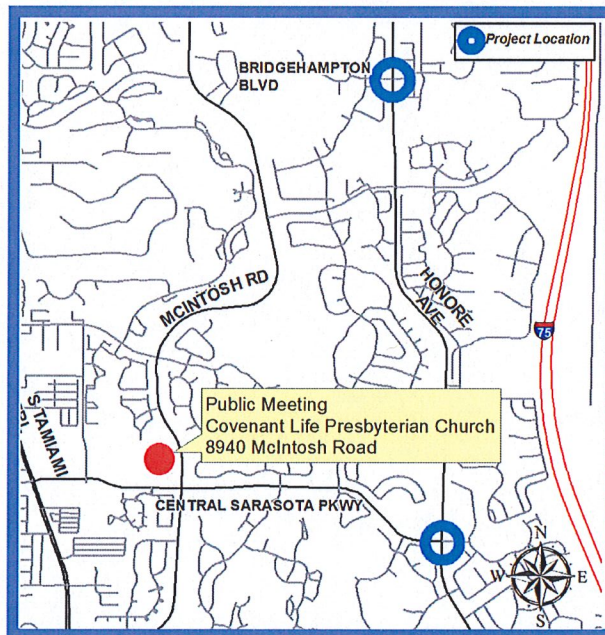 Project Location
BRIDGEHAMPTON
BLVD
MCINTOSH RD
HONORE
AVE
75
Public Meeting
Covenant Life Presbyterian Church
8940 McIntosh Road
S TAMIAMI
CENTRAL SARASOTA PKWY
N
W
E
S